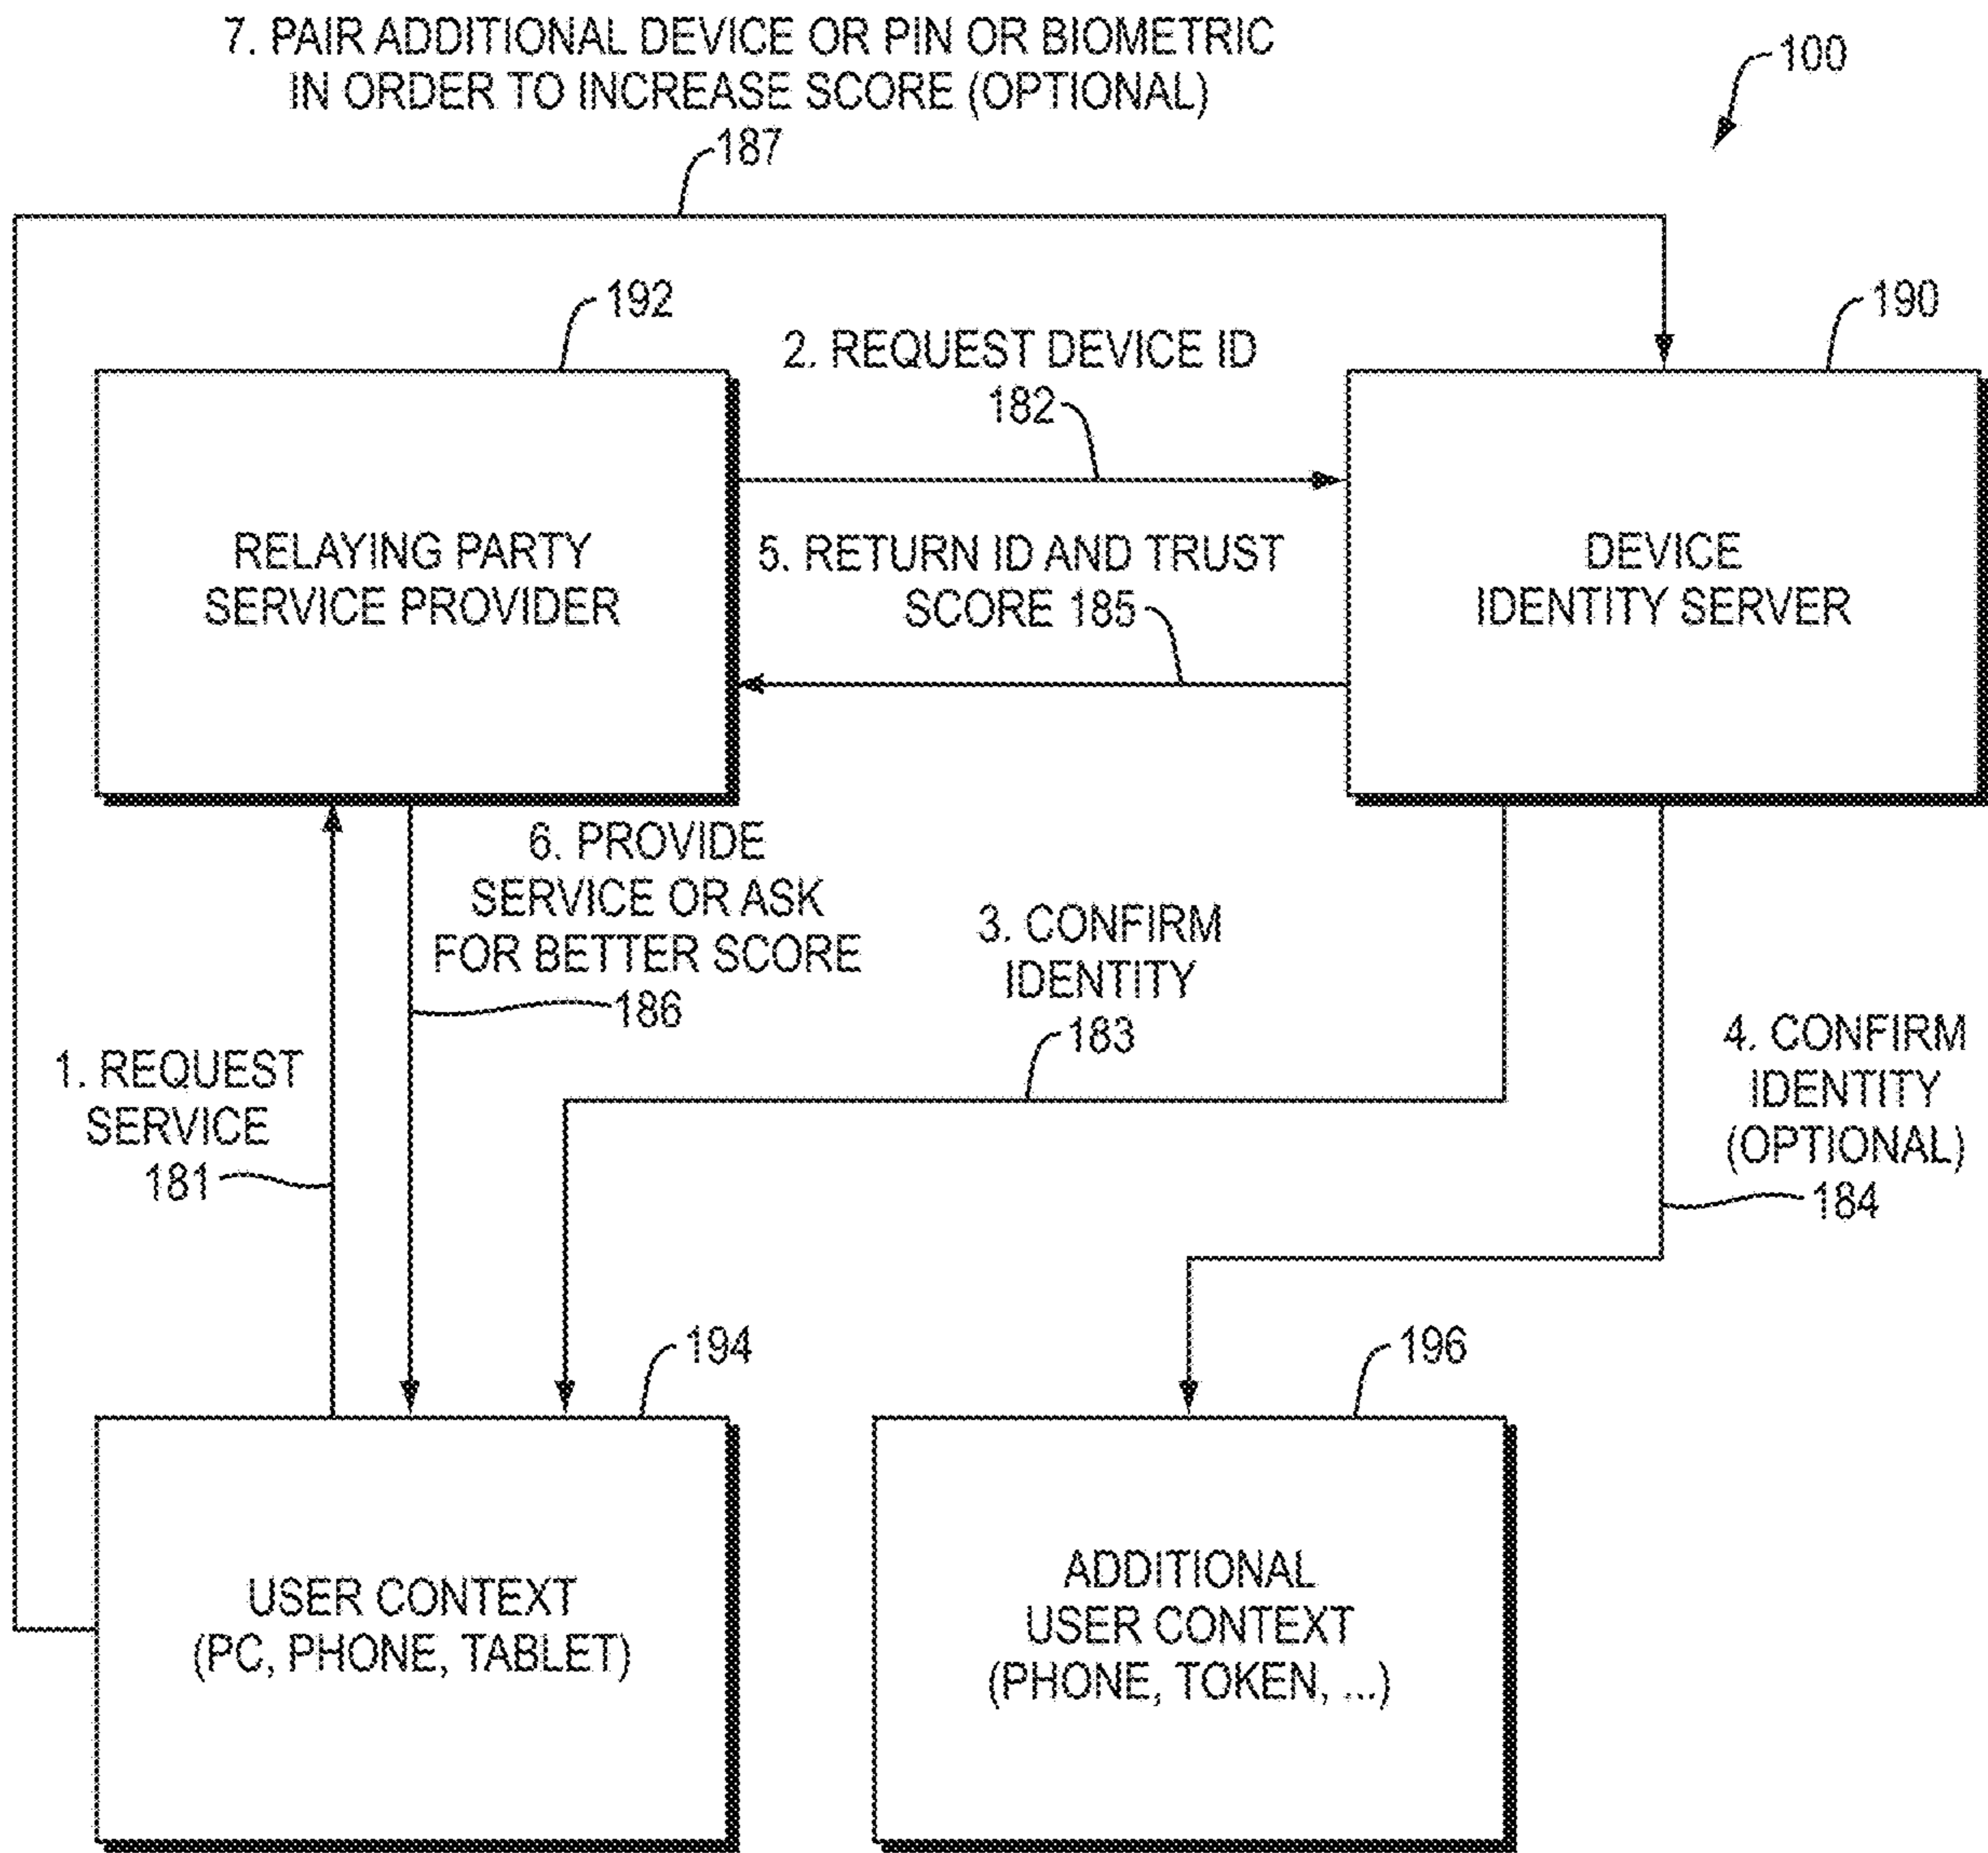 7. PAIR ADDITIONAL DEVICE OR PIN OR BIOMETRIC
IN ORDER TO INCREASE SCORE (OPTIONAL)
187
100
192
190
2. REQUEST DEVICE ID
182
RELAYING PARTY
SERVICE PROVIDER
5. RETURN ID AND TRUST
SCORE 185
DEVICE
IDENTITY SERVER
6. PROVIDE
SERVICE OR ASK
FOR BETTER SCORE
186
3. CONFIRM
IDENTITY
183
1. REQUEST
SERVICE
181
4. CONFIRM
IDENTITY
(OPTIONAL)
184
194
196
USER CONTEXT
(PC, PHONE, TABLET)
ADDITIONAL
USER CONTEXT
(PHONE, TOKEN, ...)